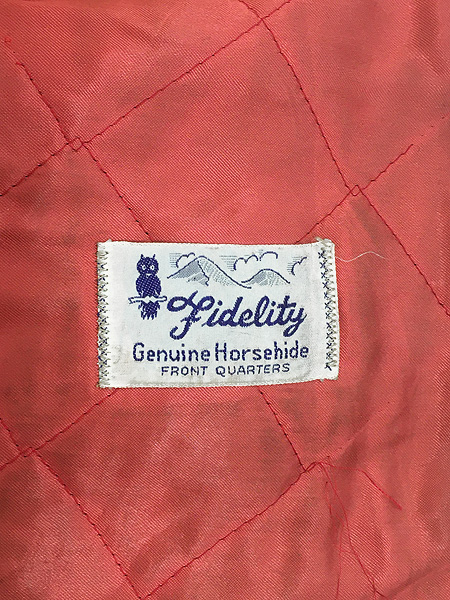 Fidelity
Genuine Horsehide
FRONT QUARTERS